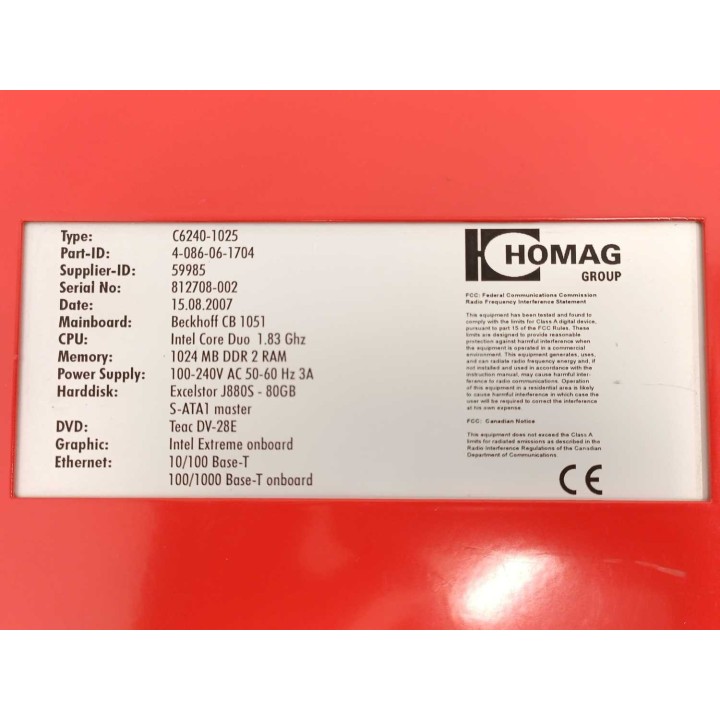 Type: C6240-1025
Part-ID: 4-086-06-1704
Supplier-ID: 59985
Serial No: 812708-002
Date: 15.08.2007
Mainboard: Beckhoff CB 1051
CPU: Intel Core Duo 1.83 Ghz
Memory: 1024 MB DDR 2 RAM
Power Supply: 100-240V AC 50-60 Hz 3A
Harddisk: Excelstor J880S - 80GB
S-ATA1 master
DVD: Teac DV-28E
Graphic: Intel Extreme onboard
Ethernet: 10/100 Base-T
100/1000 Base-T onboard
HOMAG
GROUP
FCC: Federal Communications Commission
Radio Frequency Interference Statement
This equipment has been tested and found to
comply with the limits for Class A digital device,
pursuant to part 15 of the FCC Rules. These
limits are designed to provide reasonable
protection against harmful interference when
the equipment is operated in a commercial
environment. This equipment generates, uses,
and can radiate radio frequency energy and, if
not installed and used in accordance with the
instruction manual, may cause harmful inter-
ference to radio communications. Operation
of this equipment in a residential area is likely
to cause harmful interference in which case the
user will be required to correct the interference
at his own expense.
FCC: Canadian Notice
This equipment does not exceed the Class A
limits for radiated emissions as described in the
Radio Interference Regulations of the Canadian
Department of Communications.
CE